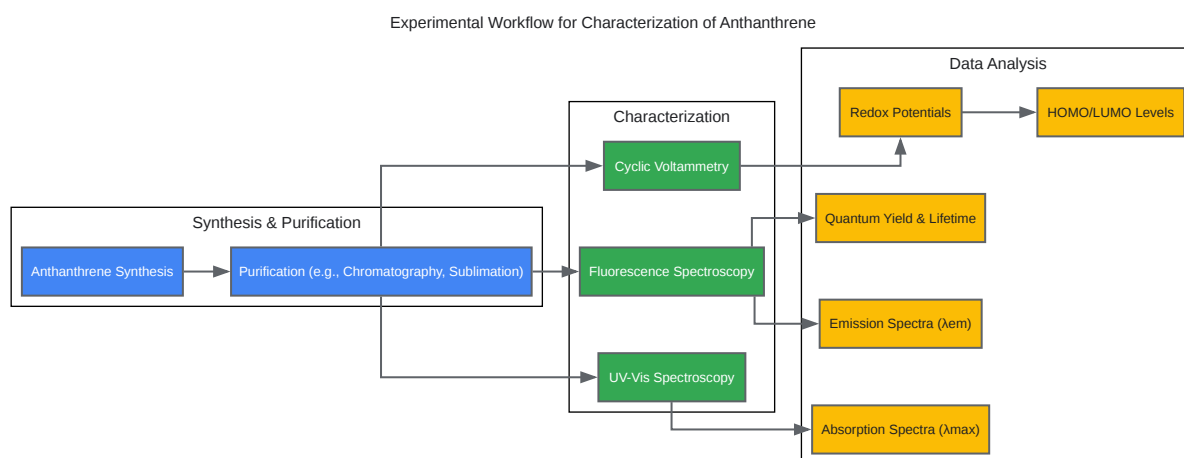 Experimental Workflow for Characterization of Anthanthrene
Synthesis & Purification
Anthanthrene Synthesis
Purification (e.g., Chromatography, Sublimation)
Characterization
Cyclic Voltammetry
Fluorescence Spectroscopy
UV-Vis Spectroscopy
Data Analysis
Redox Potentials
HOMO/LUMO Levels
Quantum Yield & Lifetime
Emission Spectra (λem)
Absorption Spectra (λmax)